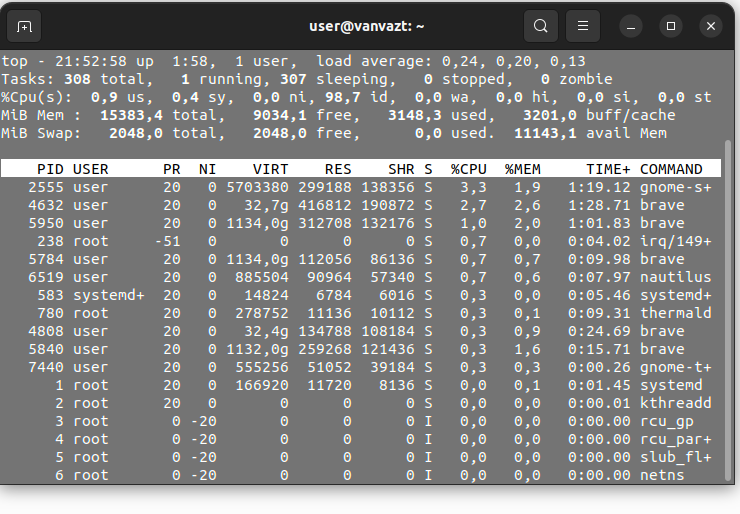 user@vanvazt: ~
top - 21:52:58 up  1:58,  1 user,  load average: 0,24, 0,20, 0,13
Tasks: 308 total,   1 running, 307 sleeping,   0 stopped,   0 zombie
%Cpu(s):  0,9 us,  0,4 sy,  0,0 ni, 98,7 id,  0,0 wa,  0,0 hi,  0,0 si,  0,0 st
MiB Mem :  15383,4 total,   9034,1 free,   3148,3 used,   3201,0 buff/cache
MiB Swap:   2048,0 total,   2048,0 free,      0,0 used.  11143,1 avail Mem
PID USER      PR  NI    VIRT    RES    SHR S  %CPU  %MEM     TIME+ COMMAND
2555 user      20   0 5703380 299188 138356 S   3,3   1,9   1:19.12 gnome-s+
4632 user      20   0   32,7g 416812 190872 S   2,7   2,6   1:28.71 brave
5950 user      20   0 1134,0g 312708 132176 S   1,0   2,0   1:01.83 brave
238 root     -51   0       0      0      0 S   0,7   0,0   0:04.02 irq/149+
5784 user      20   0 1134,0g 112056  86136 S   0,7   0,7   0:09.98 brave
6519 user      20   0  885504  90964  57340 S   0,7   0,6   0:07.97 nautilus
583 systemd+  20   0   14824   6784   6016 S   0,3   0,0   0:05.46 systemd+
780 root      20   0  278752  11136  10112 S   0,3   0,1   0:09.31 thermald
4808 user      20   0   32,4g 134788 108184 S   0,3   0,9   0:24.69 brave
5840 user      20   0 1132,0g 259268 121436 S   0,3   1,6   0:15.71 brave
7440 user      20   0  555256  51052  39184 S   0,3   0,3   0:00.26 gnome-t+
1 root      20   0  166920  11720   8136 S   0,0   0,1   0:01.45 systemd
2 root      20   0       0      0      0 S   0,0   0,0   0:00.01 kthreadd
3 root       0 -20       0      0      0 I   0,0   0,0   0:00.00 rcu_gp
4 root       0 -20       0      0      0 I   0,0   0,0   0:00.00 rcu_par+
5 root       0 -20       0      0      0 I   0,0   0,0   0:00.00 slub_fl+
6 root       0 -20       0      0      0 I   0,0   0,0   0:00.00 netns